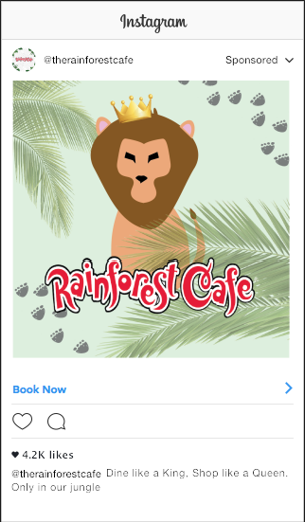 Instagram
@therainforestcafe
Sponsored
Rainforest Cafe
Book Now
4.2K likes
@therainforestcafe Dine like a King, Shop like a Queen.
Only in our jungle